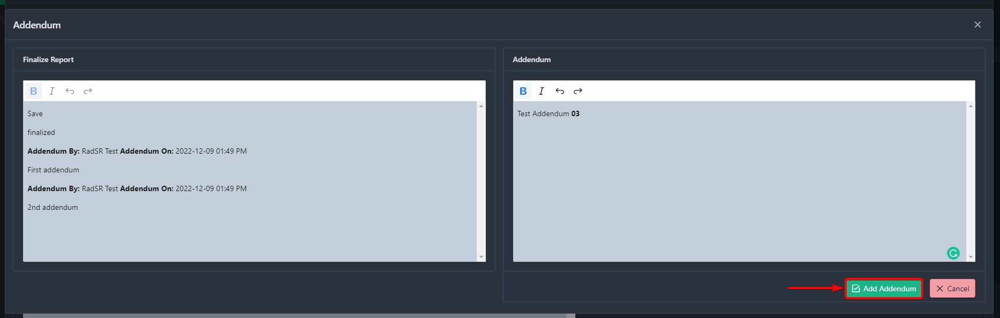 Addendum
Finalize Report
B I
Save
finalized
Addendum By: RadSR Test Addendum On: 2022-12-09 01:49 PM
First addendum
Addendum By: RadSR Test Addendum On: 2022-12-09 01:49 PM
2nd addendum
Addendum
B I
Test Addendum 03
Add Addendum
Cancel